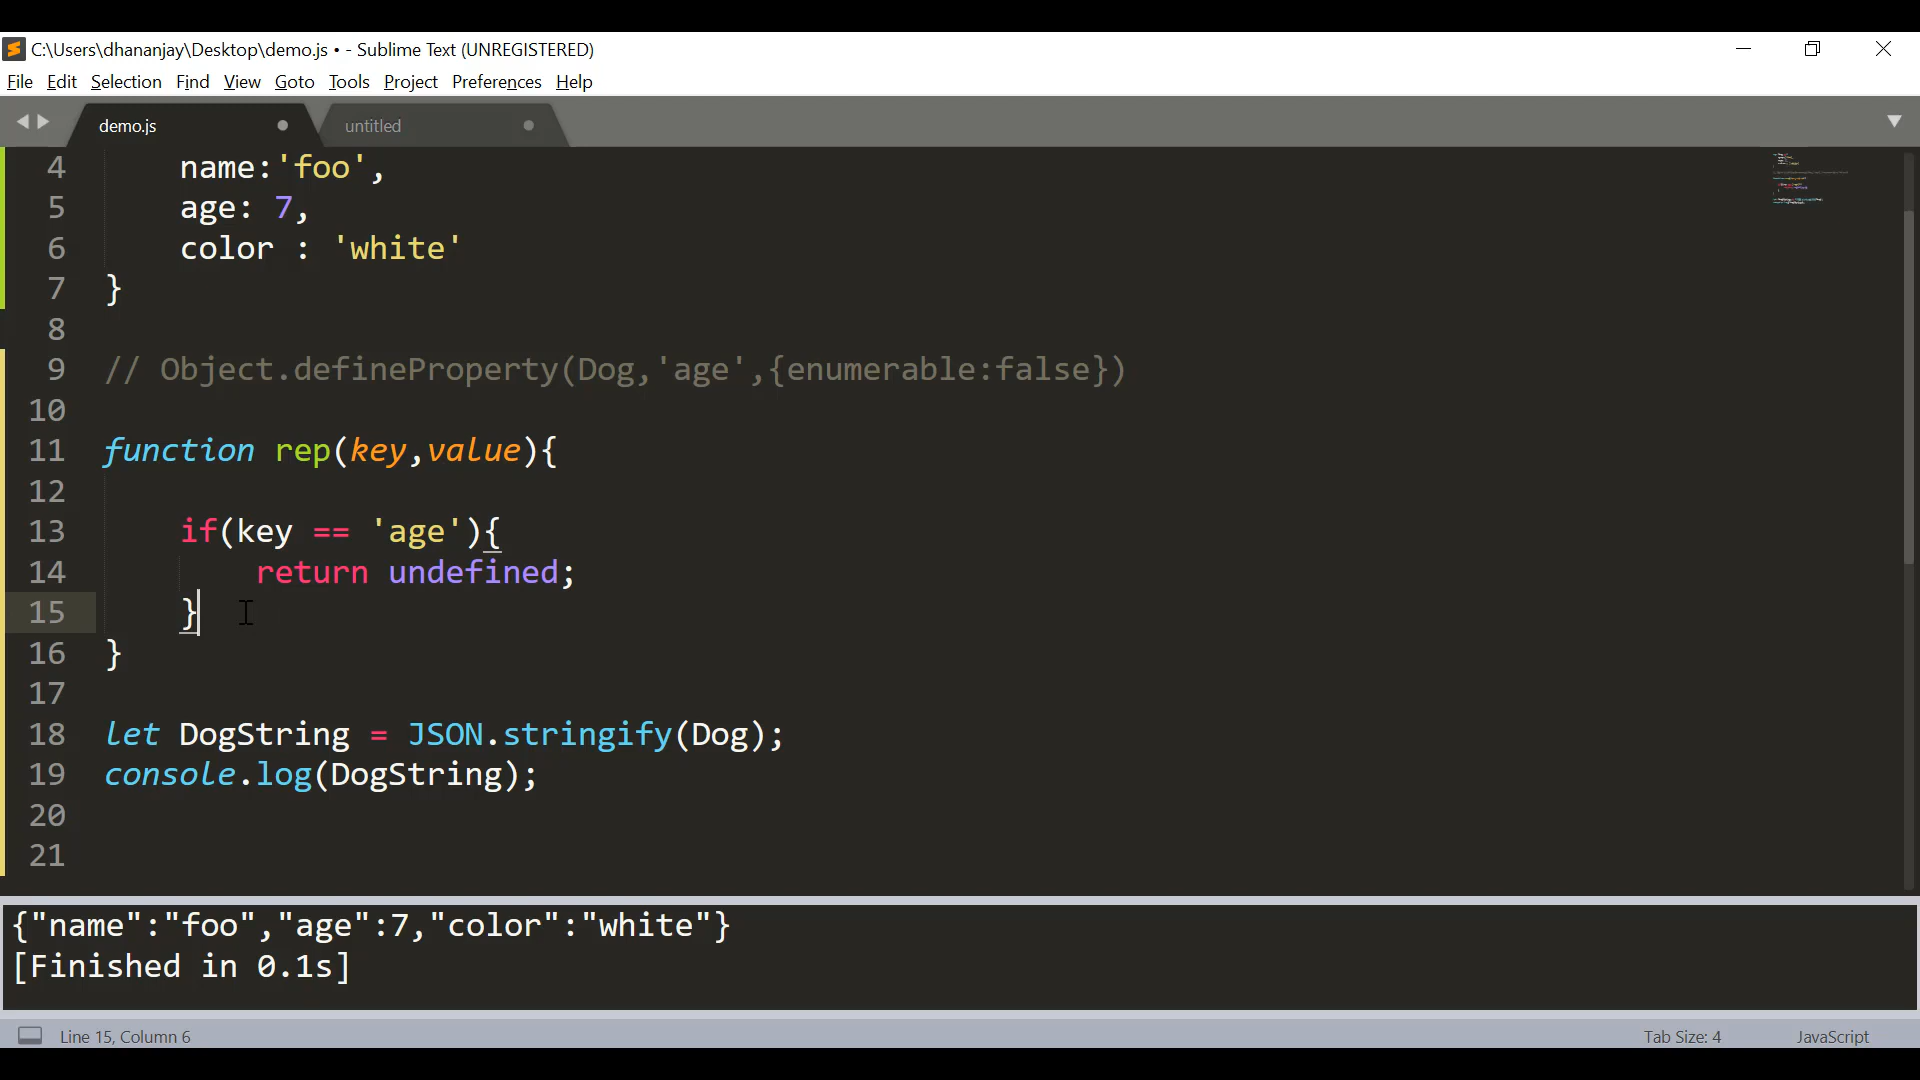 C:\Users\dhananjay\Desktop\demo.js • - Sublime Text (UNREGISTERED)
File Edit Selection Find View Goto Tools Project Preferences Help
demo.js untitled
4 name:'foo',
5 age: 7,
6 color : 'white'
7 }
8
9 // Object.defineProperty(Dog,'age',{enumerable:false})
10
11 function rep(key,value){
12
13 if(key == 'age'){
14 return undefined;
15 }
16 }
17
18 let DogString = JSON.stringify(Dog);
19 console.log(DogString);
20
21
{"name":"foo","age":7,"color":"white"}
[Finished in 0.1s]
Line 15, Column 6 Tab Size: 4 JavaScript